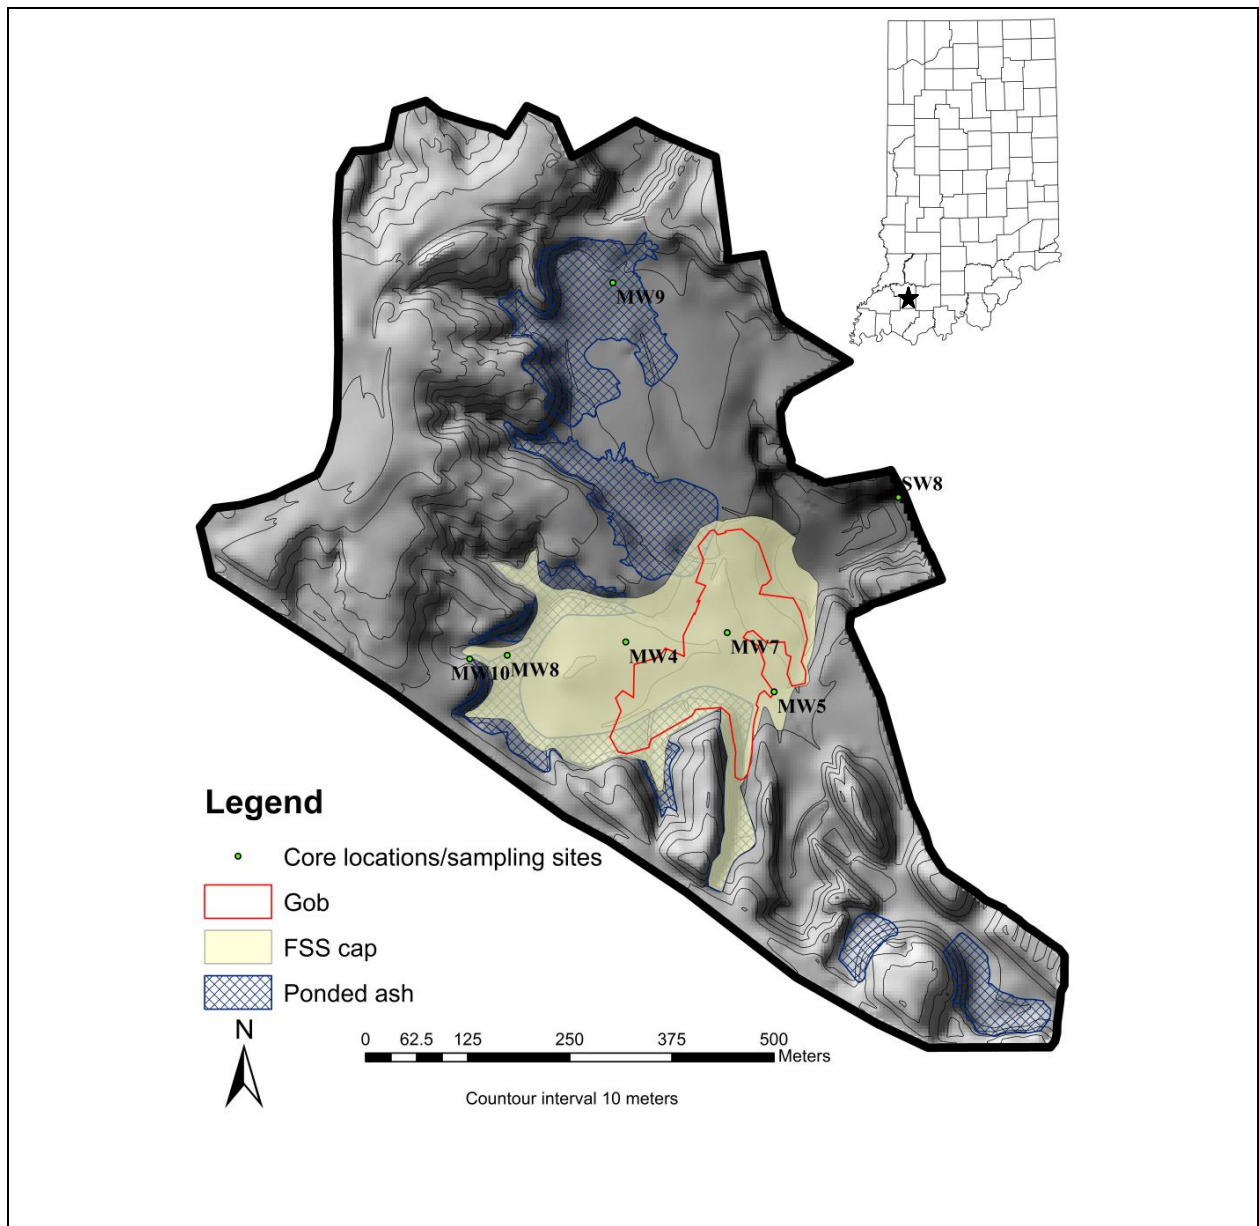 MW9
SW8
MW4
MW7
MW10
MW8
MW5
Legend
Core locations/sampling sites
Gob
FSS cap
Ponded ash
N
0 62.5 125 250 375 500
Meters
Countour interval 10 meters